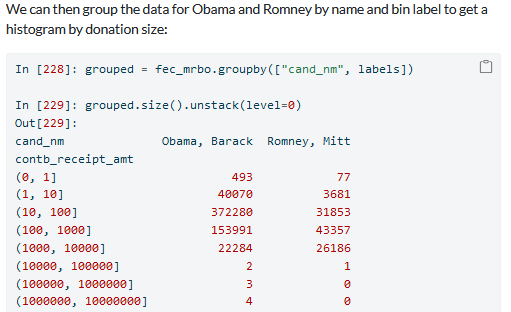 We can then group the data for Obama and Romney by name and bin label to get a
histogram by donation size:
In [228]: grouped = fec_mrbo.groupby(["cand_nm", labels])
In [229]: grouped.size().unstack(level=0)
Out[229]:
cand_nm              Obama, Barack  Romney, Mitt
contb_receipt_amt
(0, 1]                         493            77
(1, 10]                      40070          3681
(10, 100]                   372280         31853
(100, 1000]                 153991         43357
(1000, 10000]                22284         26186
(10000, 100000]                  2             1
(100000, 1000000]                3             0
(1000000, 10000000]              4             0